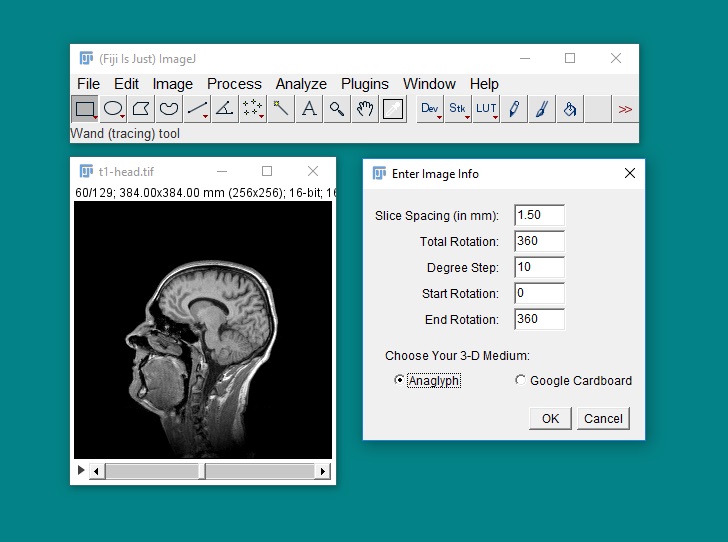 (Fiji Is Just) ImageJ
File Edit Image Process Analyze Plugins Window Help
A Dev Stk LUT >>
Wand (tracing) tool
t1-head.tif
60/129; 384.00x384.00 mm (256x256); 16-bit; 16
Enter Image Info
Slice Spacing (in mm): 1.50
Total Rotation: 360
Degree Step: 10
Start Rotation: 0
End Rotation: 360
Choose Your 3-D Medium:
Anaglyph Google Cardboard
OK Cancel